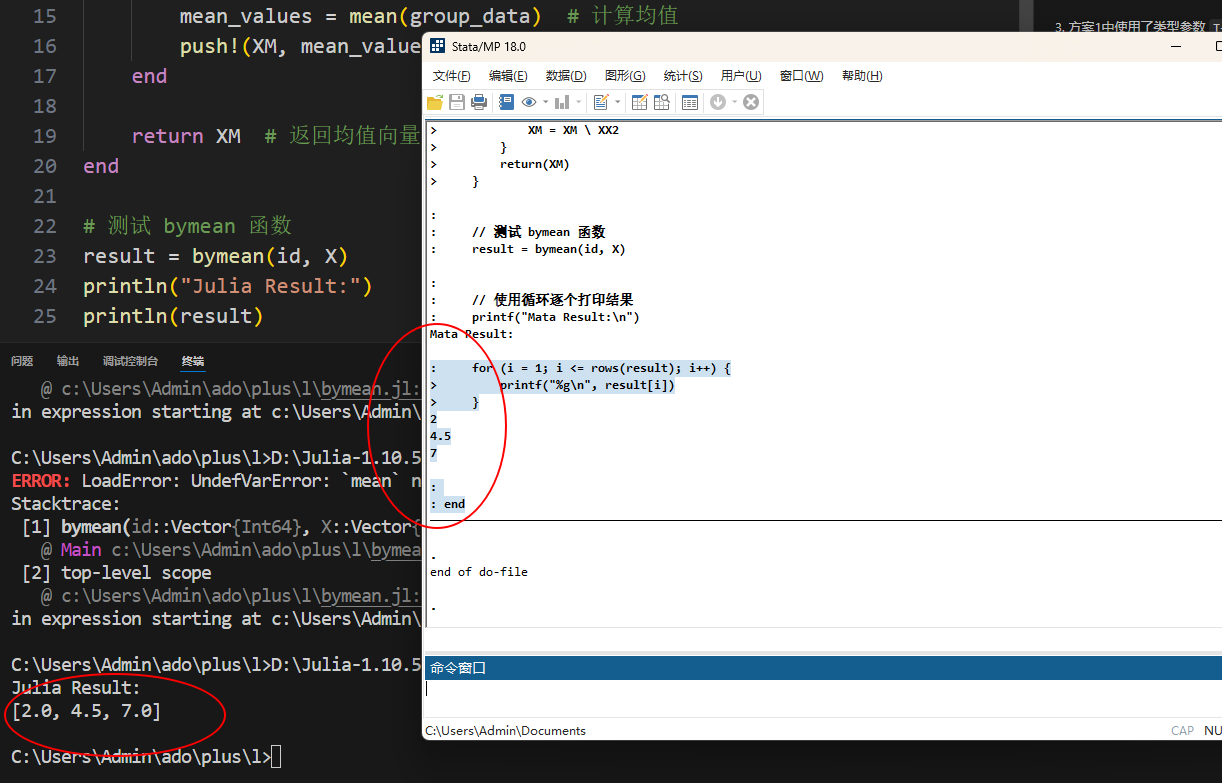 15 mean_values = mean(group_data) # 计算均值
16 push!(XM, mean_value
17 end
18
19 return XM # 返回均值向量
20 end
21
22 # 测试 bymean 函数
23 result = bymean(id, X)
24 println("Julia Result:")
25 println(result)
问题 输出 调试控制台 终端
@ c:\Users\Admin\ado\plus\l\bymean.jl:
in expression starting at c:\Users\Admin\
C:\Users\Admin\ado\plus\l>D:\Julia-1.10.5
ERROR: LoadError: UndefVarError: `mean` n
Stacktrace:
[1] bymean(id::Vector{Int64}, X::Vector{
@ Main c:\Users\Admin\ado\plus\l\bymea
[2] top-level scope
@ c:\Users\Admin\ado\plus\l\bymean.jl:
in expression starting at c:\Users\Admin\
C:\Users\Admin\ado\plus\l>D:\Julia-1.10.5
Julia Result:
[2.0, 4.5, 7.0]
C:\Users\Admin\ado\plus\l>
3. 方案1中使用了类型参数
Stata/MP 18.0
文件(F) 编辑(E) 数据(D) 图形(G) 统计(S) 用户(U) 窗口(W) 帮助(H)
> XM = XM \ XX2
> }
> return(XM)
> }
:
: // 测试 bymean 函数
: result = bymean(id, X)
:
: // 使用循环逐个打印结果
: printf("Mata Result:\n")
Mata Result:
: for (i = 1; i <= rows(result); i++) {
> printf("%g\n", result[i])
> }
2
4.5
7
:
: end
.
end of do-file
.
命令窗口
C:\Users\Admin\Documents
CAP NU